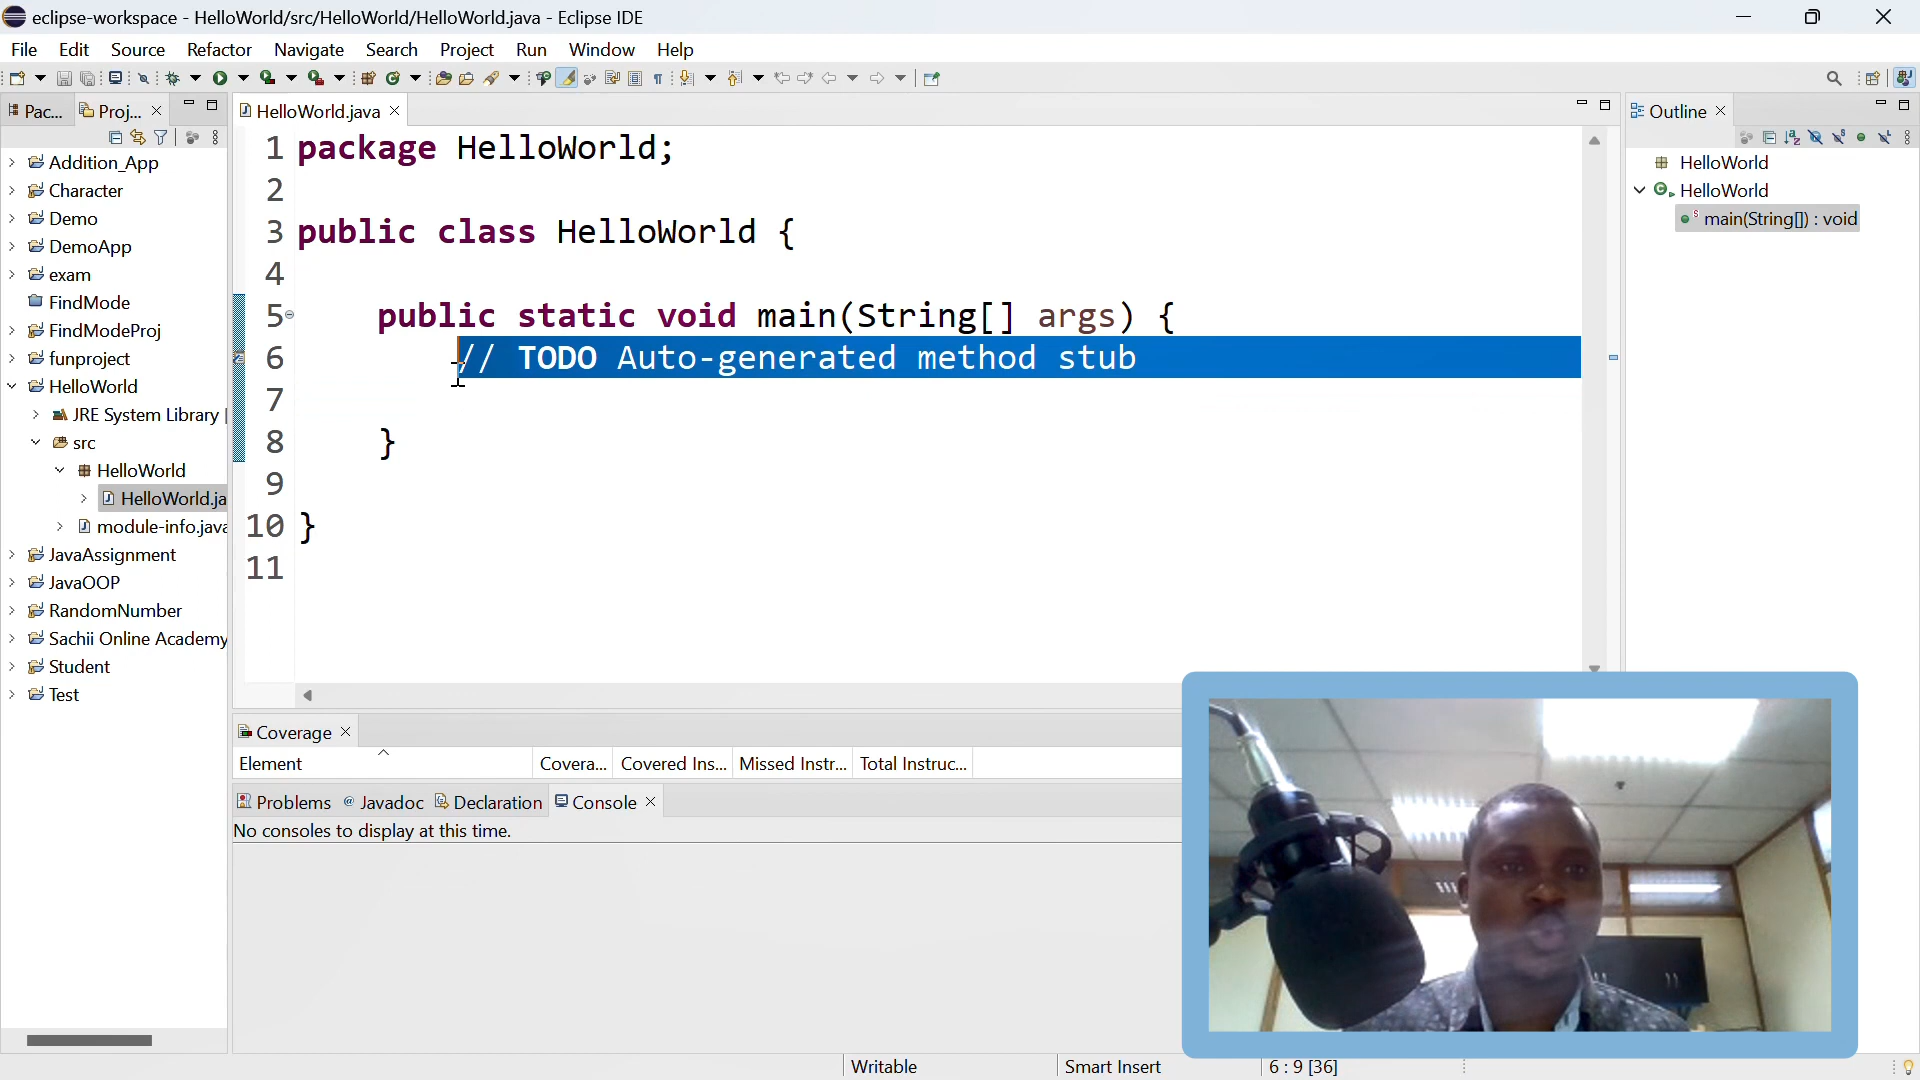 eclipse-workspace - HelloWorld/src/HelloWorld/HelloWorld.java - Eclipse IDE
File Edit Source Refactor Navigate Search Project Run Window Help
Pac... Proj...
HelloWorld.java
Outline
Addition_App
Character
Demo
DemoApp
exam
FindMode
FindModeProj
funproject
HelloWorld
JRE System Library
src
HelloWorld
HelloWorld.ja
module-info.java
JavaAssignment
JavaOOP
RandomNumber
Sachii Online Academy
Student
Test
1 package HelloWorld;
2
3 public class HelloWorld {
4
5 public static void main(String[] args) {
6 // TODO Auto-generated method stub
7
8 }
9
10 }
11
HelloWorld
HelloWorld
main(String[]) : void
Coverage
Element Covera... Covered Ins... Missed Instr... Total Instruc...
Problems @ Javadoc Declaration Console
No consoles to display at this time.
Writable Smart Insert 6 : 9 [36]